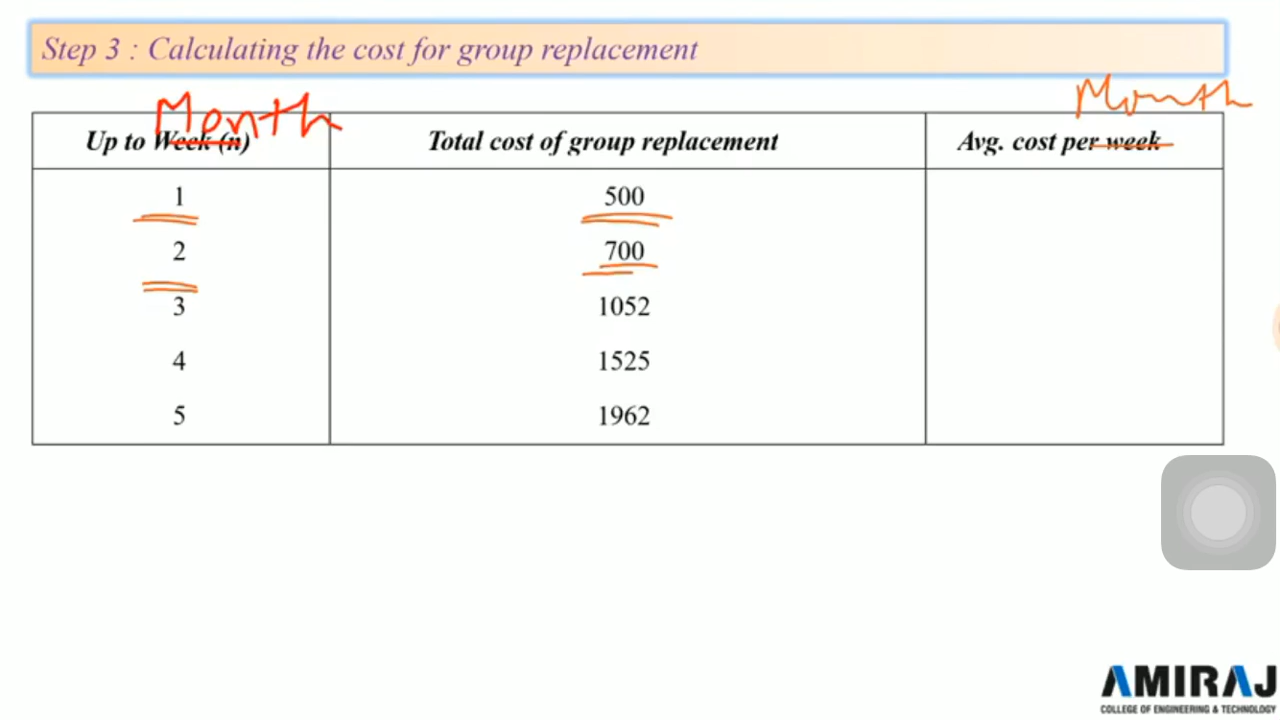 Step 3 : Calculating the cost for group replacement
Month
Month
Up to Week (n)
Total cost of group replacement
Avg. cost per week
1
500
2
700
3
1052
4
1525
5
1962
AMIRAJ
COLLEGE OF ENGINEERING & TECHNOLOGY